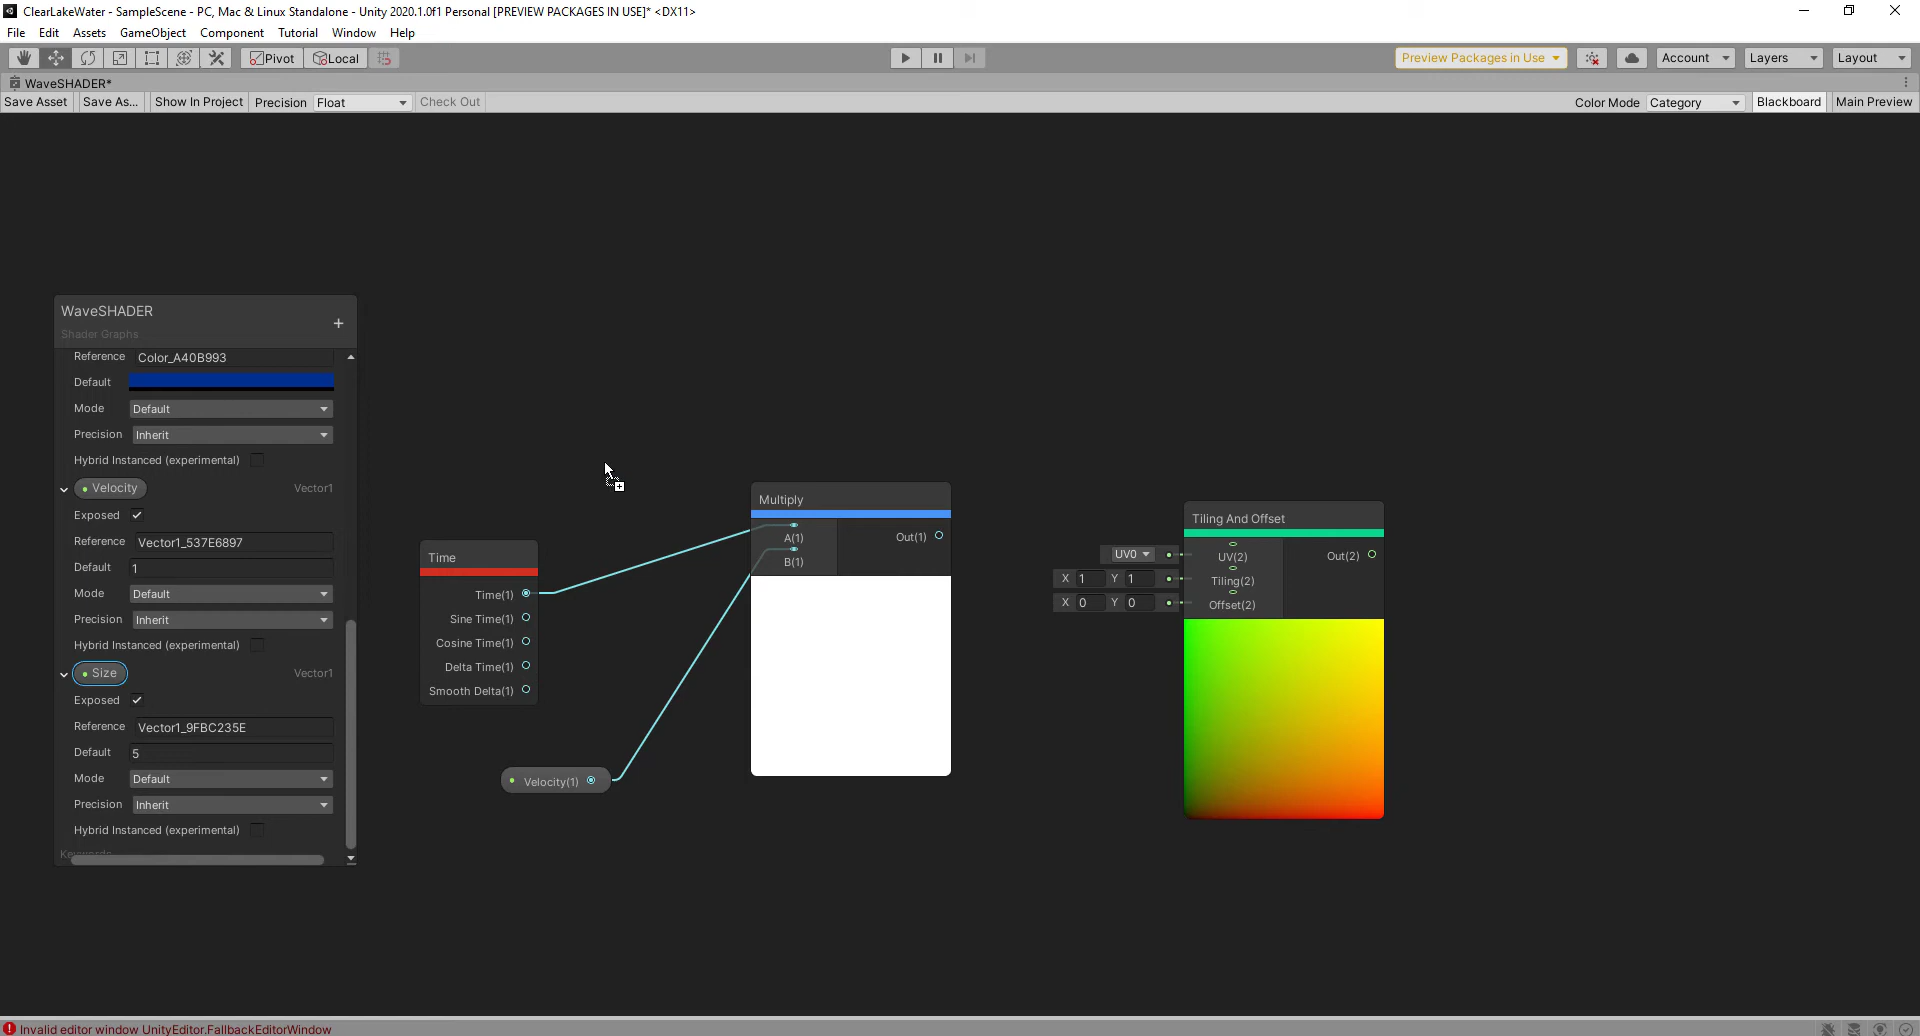 ClearLakeWater - SampleScene - PC, Mac & Linux Standalone - Unity 2020.1.0f1 Personal [PREVIEW PACKAGES IN USE]* <DX11>
File Edit Assets GameObject Component Tutorial Window Help
Pivot Local Preview Packages in Use Account Layers Layout
WaveSHADER*
Save Asset Save As... Show In Project Precision Float Check Out Color Mode Category Blackboard Main Preview
WaveSHADER
Shader Graphs
Reference Color_A40B993
Default
Mode Default
Precision Inherit
Hybrid Instanced (experimental)
Velocity Vector1
Exposed
Reference Vector1_537E6897
Default 1
Mode Default
Precision Inherit
Hybrid Instanced (experimental)
Size Vector1
Exposed
Reference Vector1_9FBC235E
Default 5
Mode Default
Precision Inherit
Hybrid Instanced (experimental)
Keywords
Time
Time(1)
Sine Time(1)
Cosine Time(1)
Delta Time(1)
Smooth Delta(1)
Velocity(1)
Multiply
A(1) Out(1)
B(1)
Tiling And Offset
UV0 UV(2) Out(2)
X 1 Y 1 Tiling(2)
X 0 Y 0 Offset(2)
Invalid editor window UnityEditor.FallbackEditorWindow